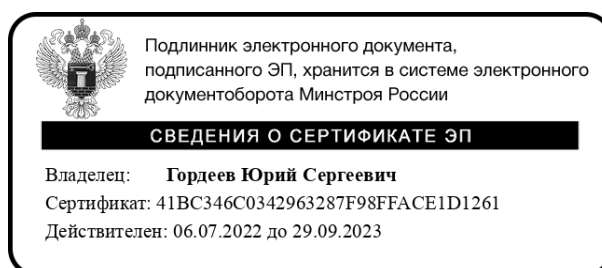 Подлинник электронного документа,
подписанного ЭП, хранится в системе электронного
документоборота Минстроя России
СВЕДЕНИЯ О СЕРТИФИКАТЕ ЭП
Владелец: Гордеев Юрий Сергеевич
Сертификат: 41BC346C0342963287F98FFACE1D1261
Действителен: 06.07.2022 до 29.09.2023